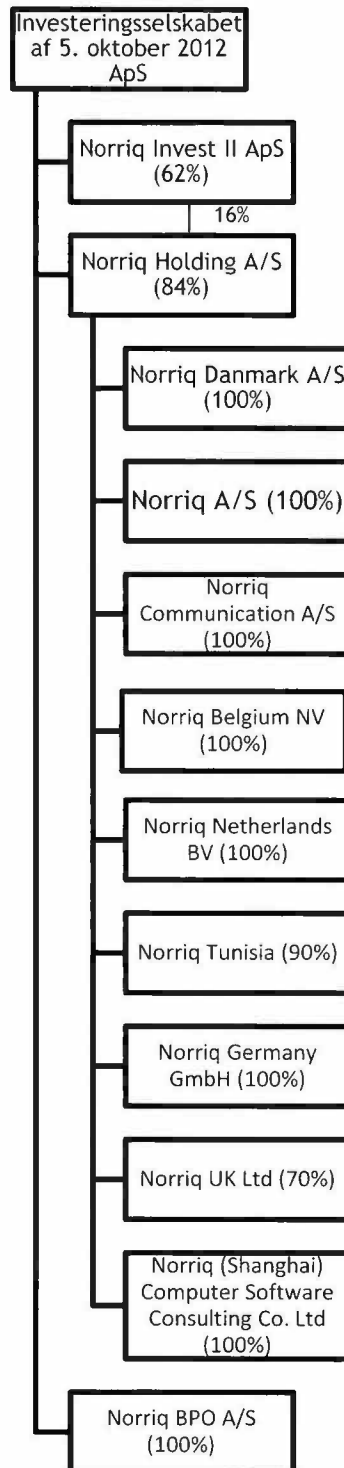 Investeringsselskabet
af 5. oktober 2012
ApS
Norriq Invest II ApS
(62%)
16%
Norriq Holding A/S
(84%)
Norriq Danmark A/S
(100%)
Norriq A/S (100%)
Norriq
Communication A/S
(100%)
Norriq Belgium NV
(100%)
Norriq Netherlands
BV (100%)
Norriq Tunisia (90%)
Norriq Germany
GmbH (100%)
Norriq UK Ltd (70%)
Norriq (Shanghai)
Computer Software
Consulting Co. Ltd
(100%)
Norriq BPO A/S
(100%)